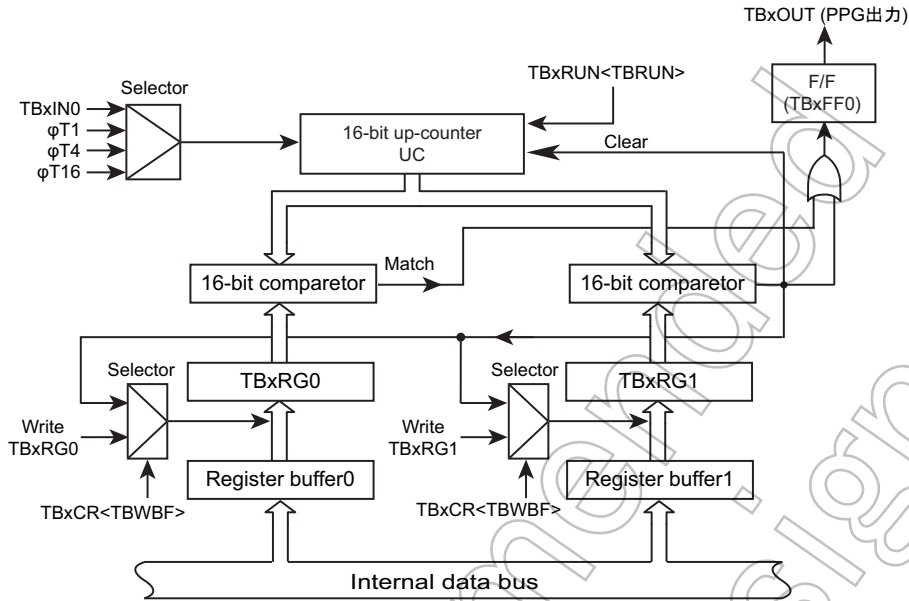 TBxOUT (PPG出力)
F/F
(TBxFF0)
TBxRUN<TBRUN>
Selector
TBxIN0
φT1
φT4
φT16
16-bit up-counter
UC
Clear
16-bit comparetor
Match
16-bit comparetor
Selector
TBxRG0
Selector
TBxRG1
Write
TBxRG0
Write
TBxRG1
Register buffer0
Register buffer1
TBxCR<TBWBF>
TBxCR<TBWBF>
Internal data bus